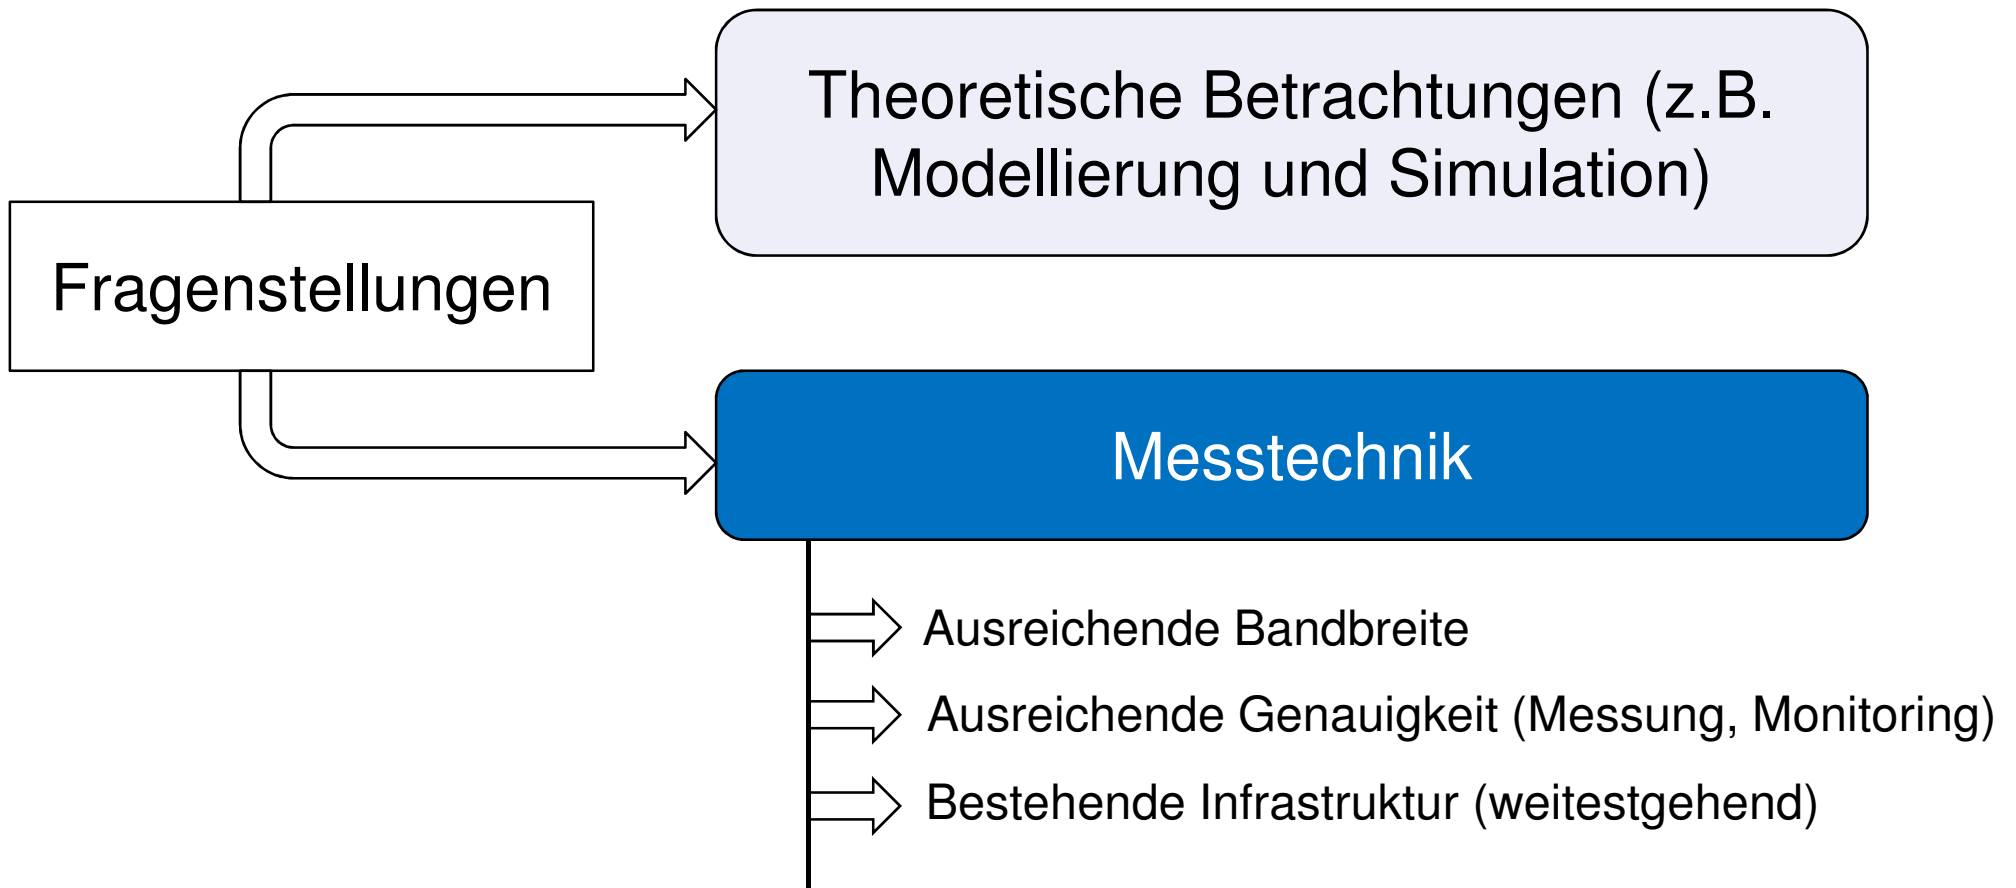 Theoretische Betrachtungen (z.B.
Modellierung und Simulation)
Fragenstellungen
Messtechnik
Ausreichende Bandbreite
Ausreichende Genauigkeit (Messung, Monitoring)
Bestehende Infrastruktur (weitestgehend)